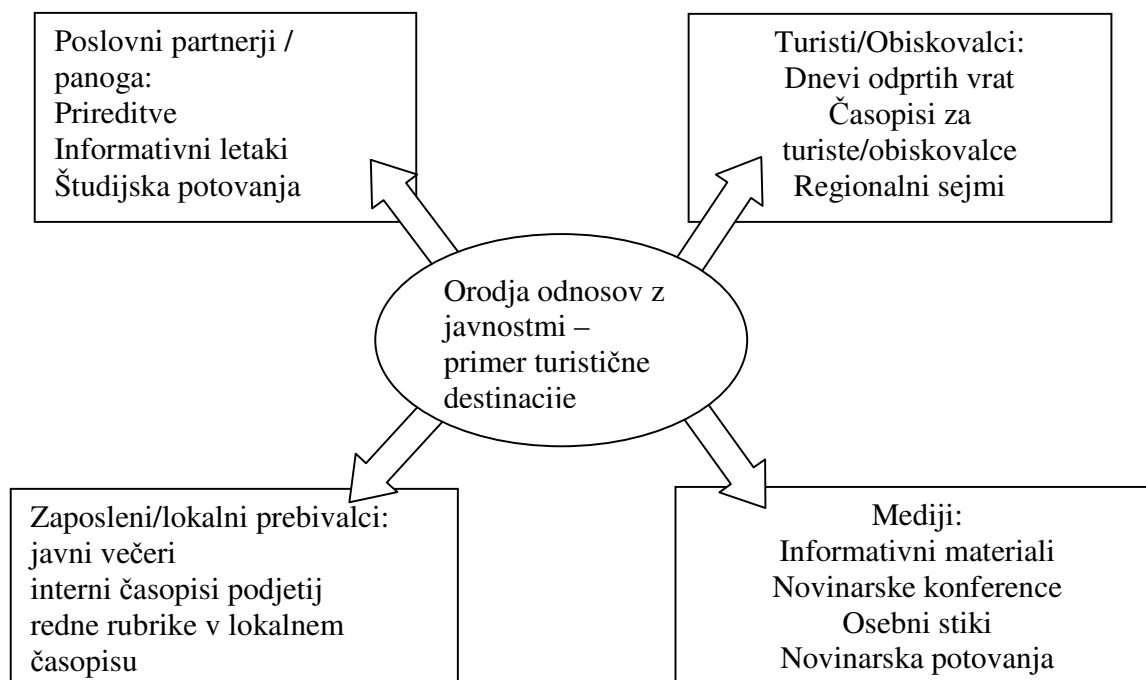 Poslovni partnerji /
panoga:
Prireditve
Informativni letaki
Študijska potovanja
Turisti/Obiskovalci:
Dnevi odprtih vrat
Časopisi za
turiste/obiskovalce
Regionalni sejmi
Orodja odnosov z
javnostmi –
primer turistične
destinacije
Zaposleni/lokalni prebivalci:
javni večeri
interni časopisi podjetij
redne rubrike v lokalnem
časopisu
Mediji:
Informativni materiali
Novinarske konference
Osebni stiki
Novinarska potovanja